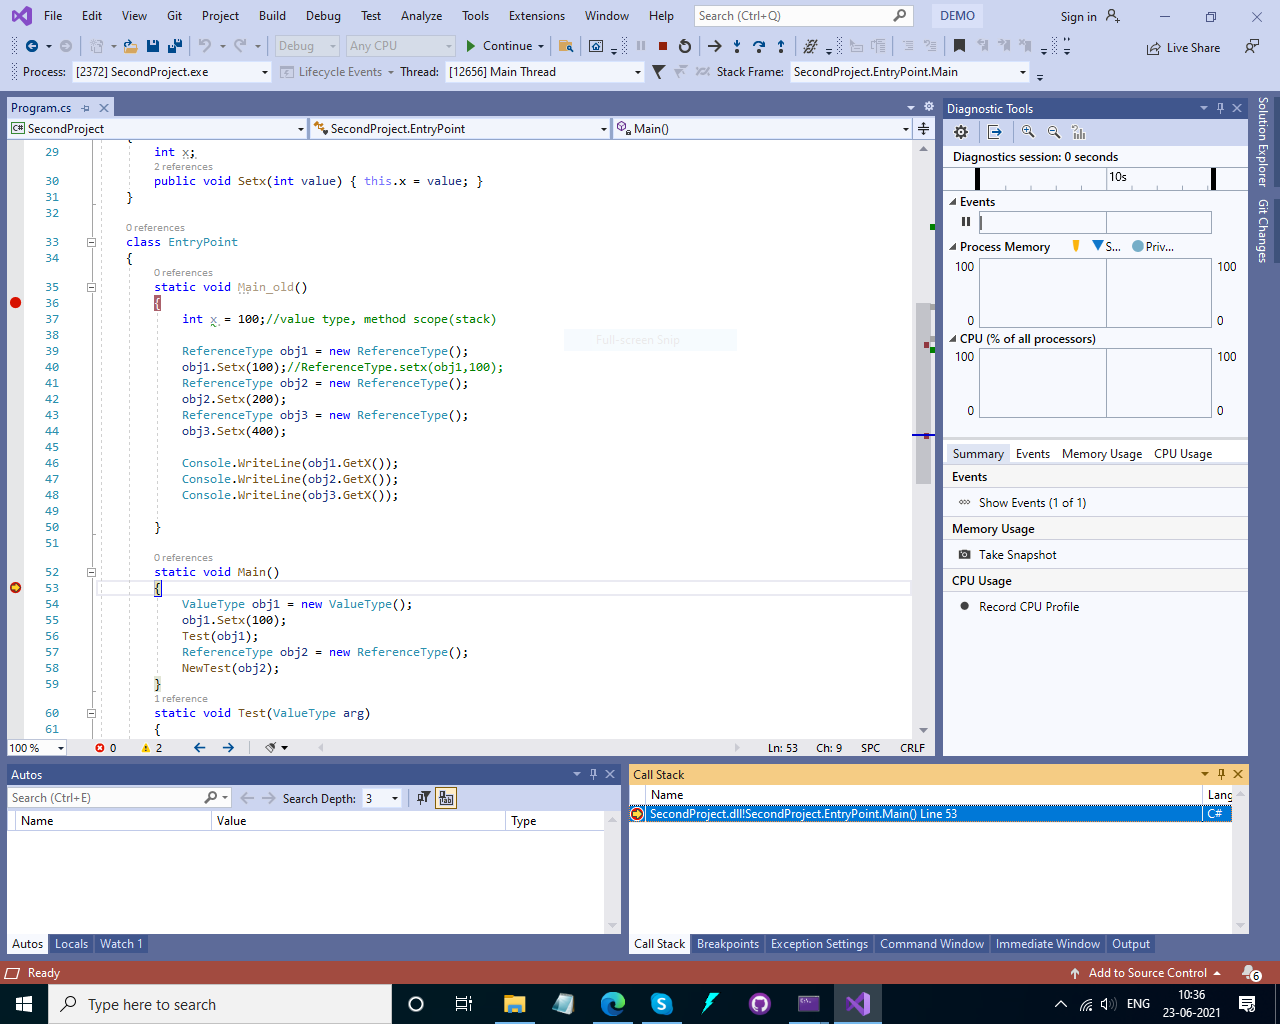 File Edit View Git Project Build Debug Test Analyze Tools Extensions Window Help Search (Ctrl+Q) DEMO Sign in
Debug Any CPU Continue Live Share
Process: [2372] SecondProject.exe Lifecycle Events Thread: [12656] Main Thread Stack Frame: SecondProject.EntryPoint.Main
Program.cs
C# SecondProject SecondProject.EntryPoint Main()
29 int x;
2 references
30 public void Setx(int value) { this.x = value; }
31 }
32
0 references
33 class EntryPoint
34 {
0 references
35 static void Main_old()
36 {
37 int x = 100;//value type, method scope(stack)
38
Full-screen Snip
39 ReferenceType obj1 = new ReferenceType();
40 obj1.Setx(100);//ReferenceType.setx(obj1,100);
41 ReferenceType obj2 = new ReferenceType();
42 obj2.Setx(200);
43 ReferenceType obj3 = new ReferenceType();
44 obj3.Setx(400);
45
46 Console.WriteLine(obj1.GetX());
47 Console.WriteLine(obj2.GetX());
48 Console.WriteLine(obj3.GetX());
49
50 }
51
0 references
52 static void Main()
53 {
54 ValueType obj1 = new ValueType();
55 obj1.Setx(100);
56 Test(obj1);
57 ReferenceType obj2 = new ReferenceType();
58 NewTest(obj2);
59 }
1 reference
60 static void Test(ValueType arg)
61 {
100 % 0 2 Ln: 53 Ch: 9 SPC CRLF
Diagnostic Tools
Diagnostics session: 0 seconds
10s
Events
Process Memory S... Priv...
100 100
0 0
CPU (% of all processors)
100 100
0 0
Summary Events Memory Usage CPU Usage
Events
Show Events (1 of 1)
Memory Usage
Take Snapshot
CPU Usage
Record CPU Profile
Solution Explorer
Git Changes
Autos
Search (Ctrl+E) Search Depth: 3
Name Value Type
Autos Locals Watch 1
Call Stack
Name Lang
SecondProject.dll!SecondProject.EntryPoint.Main() Line 53 C#
Call Stack Breakpoints Exception Settings Command Window Immediate Window Output
Ready Add to Source Control 6
Type here to search ENG 10:36
23-06-2021